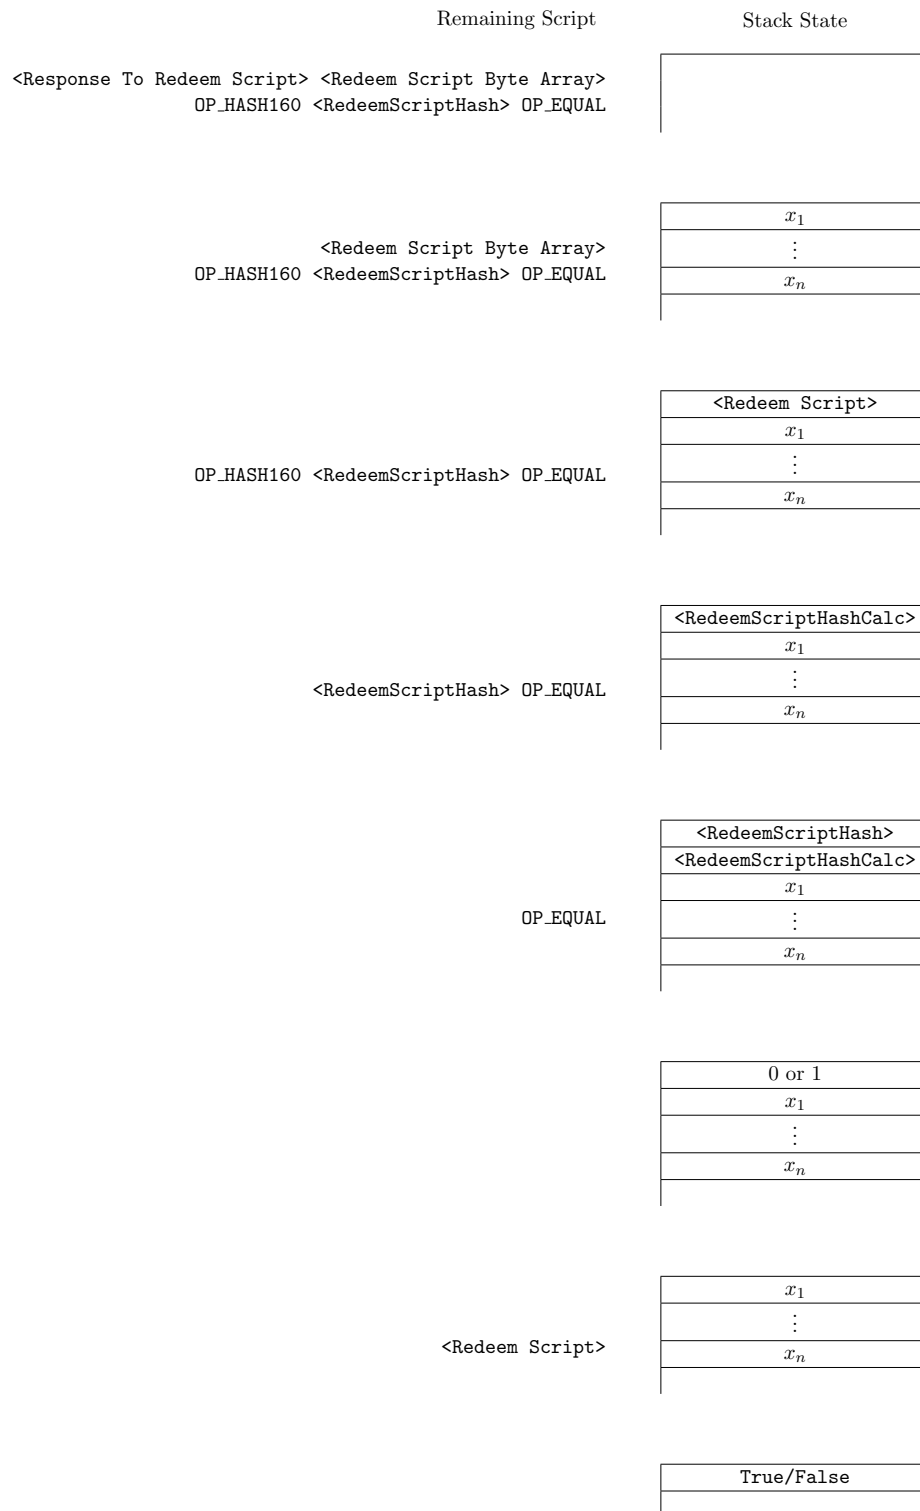 Remaining Script Stack State
<Response To Redeem Script> <Redeem Script Byte Array>
OP_HASH160 <RedeemScriptHash> OP_EQUAL
x₁
<Redeem Script Byte Array>
⋮
OP_HASH160 <RedeemScriptHash> OP_EQUAL
xₙ
<Redeem Script>
x₁
⋮
OP_HASH160 <RedeemScriptHash> OP_EQUAL
xₙ
<RedeemScriptHashCalc>
x₁
⋮
<RedeemScriptHash> OP_EQUAL
xₙ
<RedeemScriptHash>
<RedeemScriptHashCalc>
x₁
OP_EQUAL
⋮
xₙ
0 or 1
x₁
⋮
xₙ
x₁
⋮
<Redeem Script>
xₙ
True/False